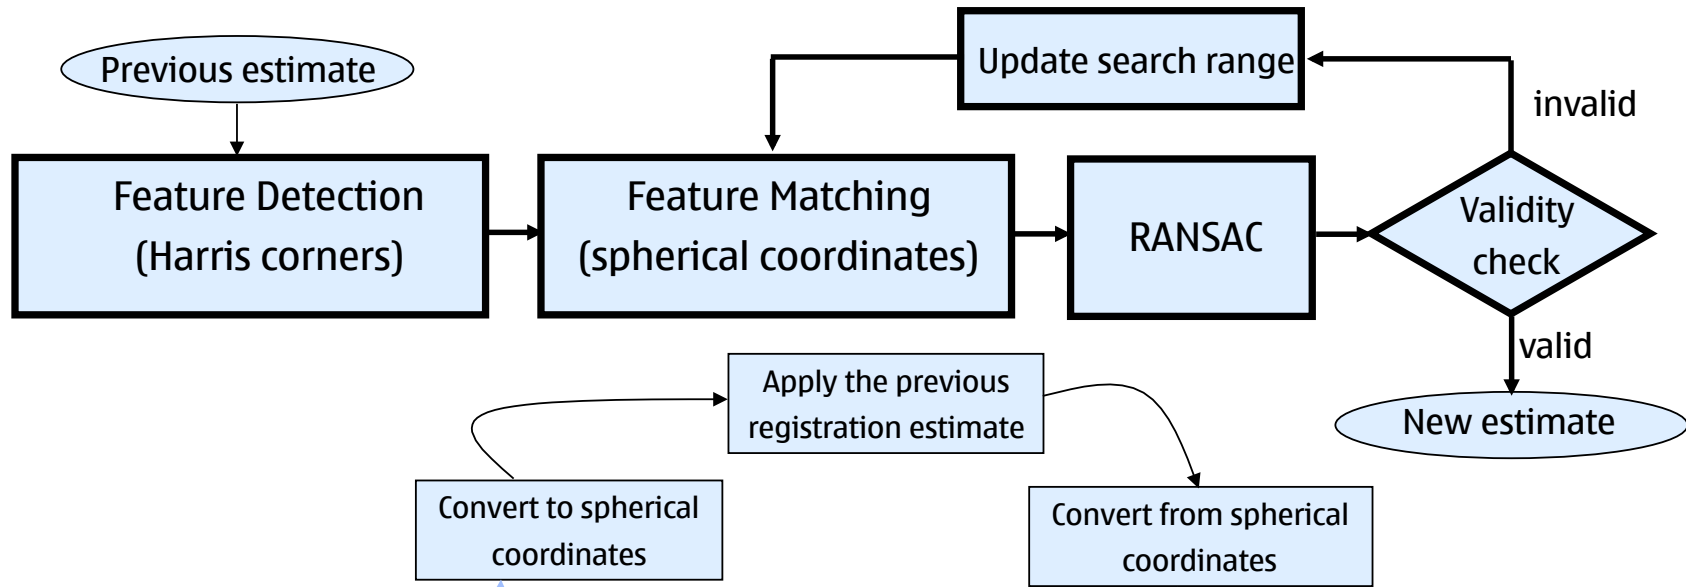 Previous estimate
Update search range
invalid
Feature Detection
(Harris corners)
Feature Matching
(spherical coordinates)
RANSAC
Validity
check
valid
New estimate
Apply the previous
registration estimate
Convert to spherical
coordinates
Convert from spherical
coordinates